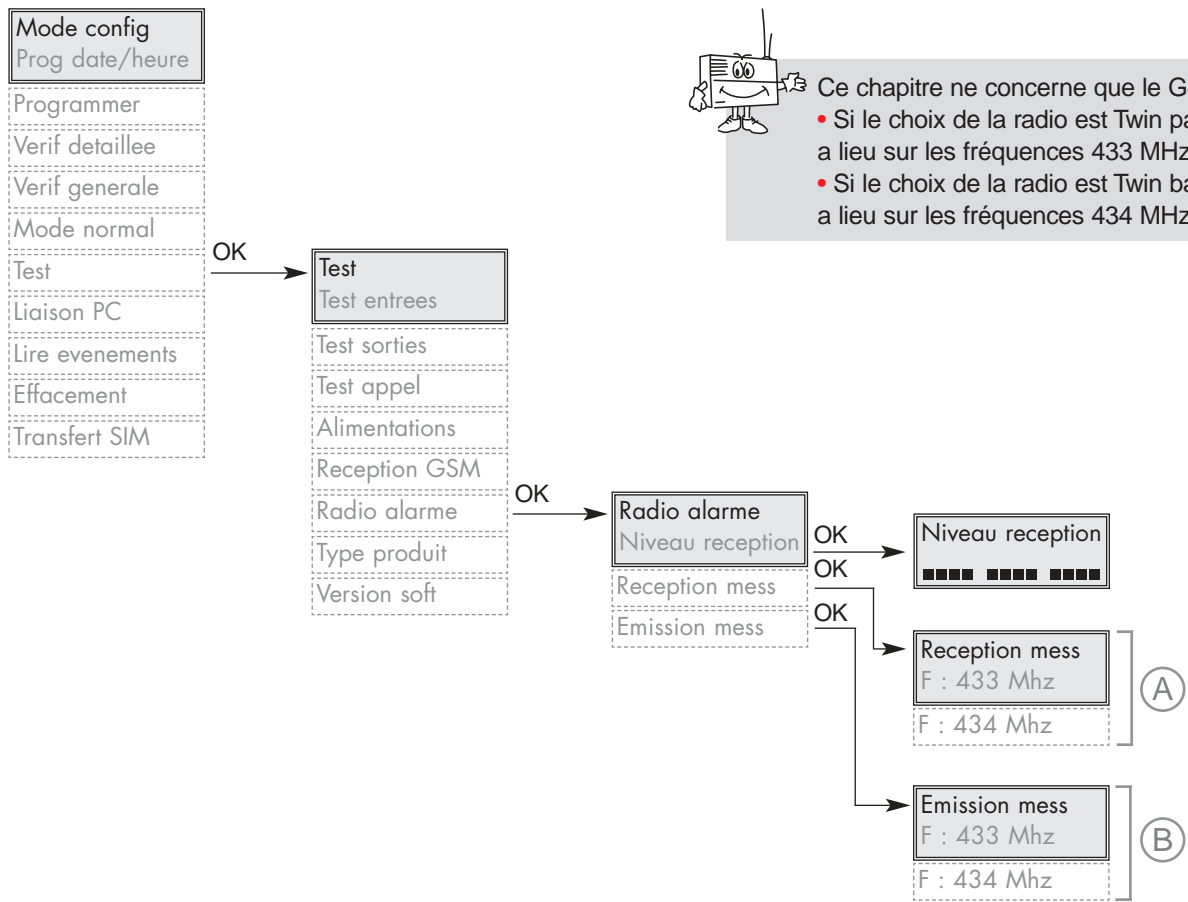 Mode config
Prog date/heure
Programmer
Verif detaillee
Verif generale
Mode normal
Test
Liaison PC
Lire evenements
Effacement
Transfert SIM
OK
Test
Test entrees
Test sorties
Test appel
Alimentations
Reception GSM
Radio alarme
Type produit
Version soft
OK
Radio alarme
Niveau reception
Reception mess
Emission mess
OK
OK
OK
Niveau reception
Reception mess
F : 433 Mhz
F : 434 Mhz
A
Emission mess
F : 433 Mhz
F : 434 Mhz
B
Ce chapitre ne concerne que le
• Si le choix de la radio est Twin
a lieu sur les fréquences 433 MHz
• Si le choix de la radio est Twin
a lieu sur les fréquences 434 MHz